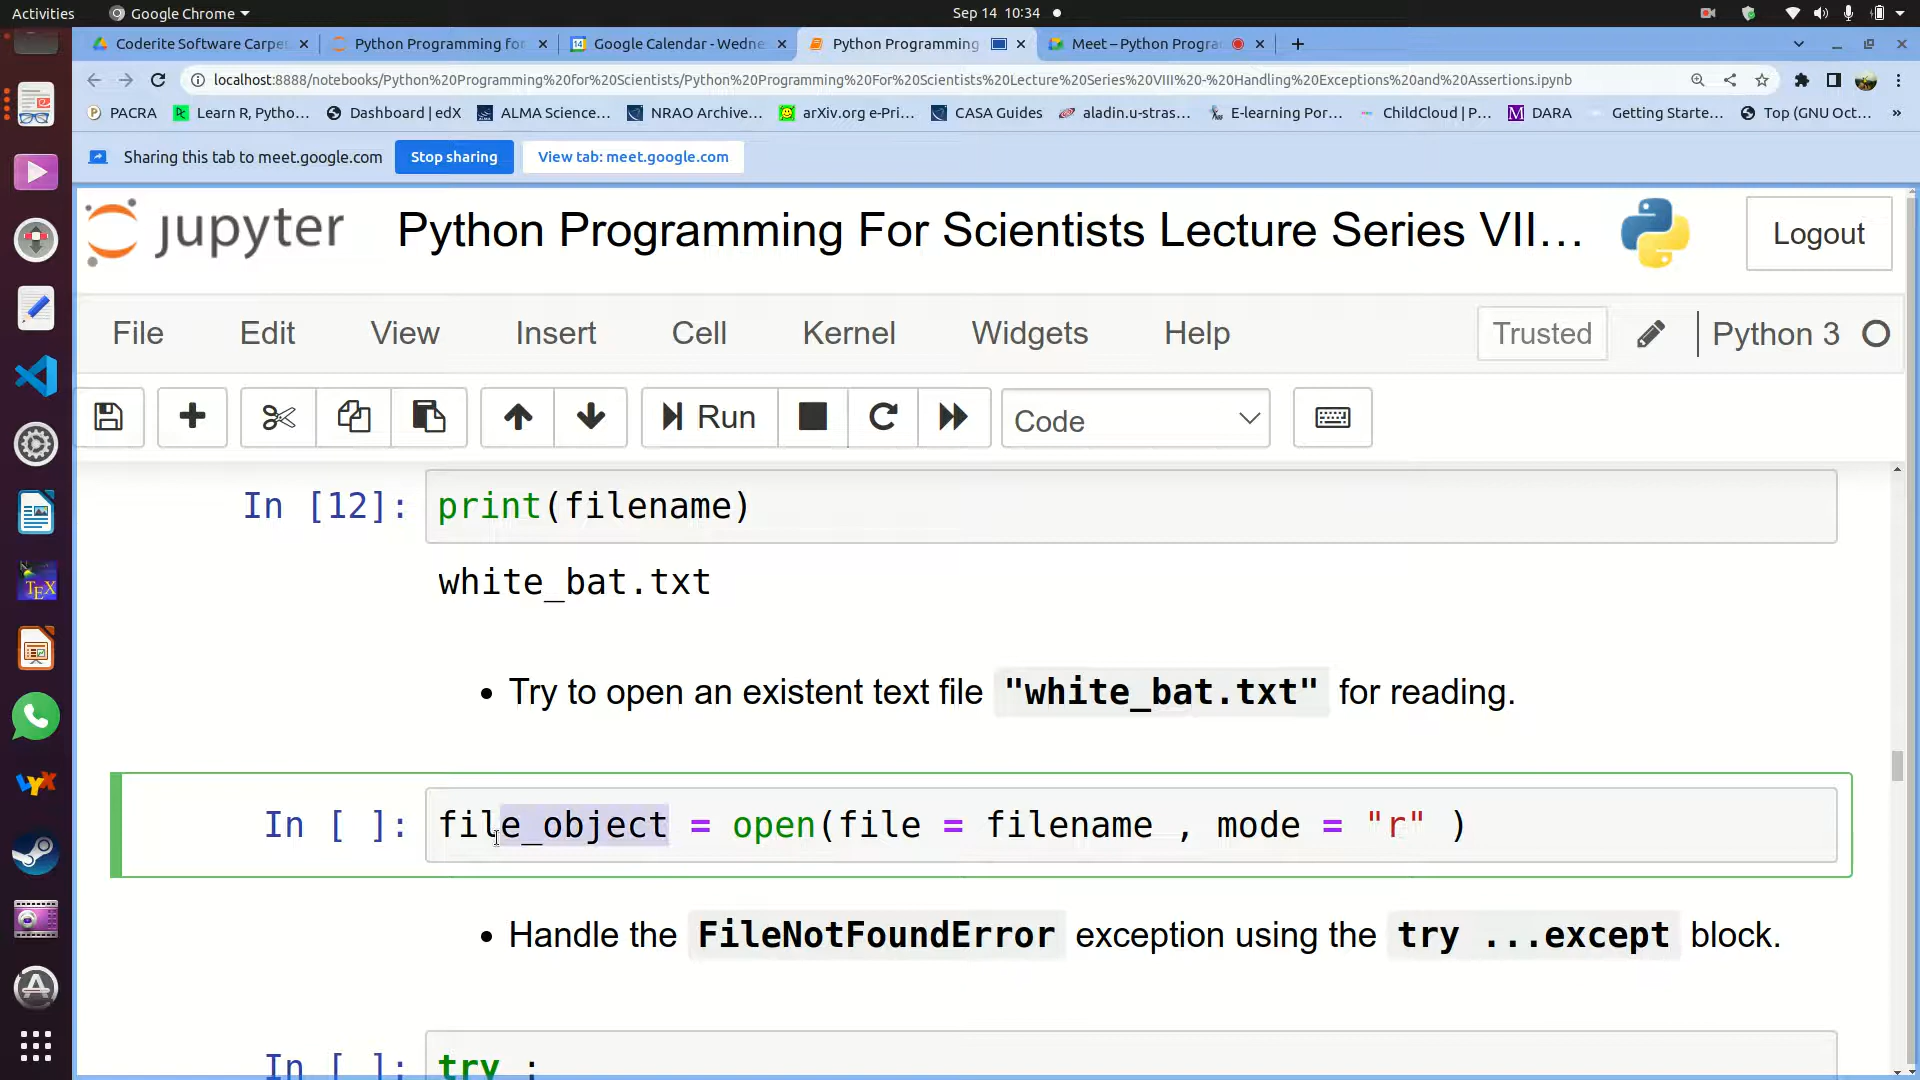 Activities Google Chrome Sep 14 10:34
Coderite Software Carpe Python Programming for Google Calendar - Wedne Python Programming Meet – Python Progra
localhost:8888/notebooks/Python%20Programming%20for%20Scientists/Python%20Programming%20For%20Scientists%20Lecture%20Series%20VIII%20-%20Handling%20Exceptions%20and%20Assertions.ipynb
PACRA Learn R, Pytho... Dashboard | edX ALMA Science... NRAO Archive... arXiv.org e-Pri... CASA Guides aladin.u-stras... E-learning Por... ChildCloud | P... DARA Getting Starte... Top (GNU Oct... »
Sharing this tab to meet.google.com Stop sharing View tab: meet.google.com
jupyter Python Programming For Scientists Lecture Series VII... Logout
File Edit View Insert Cell Kernel Widgets Help Trusted Python 3
Run Code
In [12]: print(filename)
white_bat.txt
• Try to open an existent text file "white_bat.txt" for reading.
In [ ]: file_object = open(file = filename , mode = "r" )
• Handle the FileNotFoundError exception using the try ...except block.
In [ ]: try :